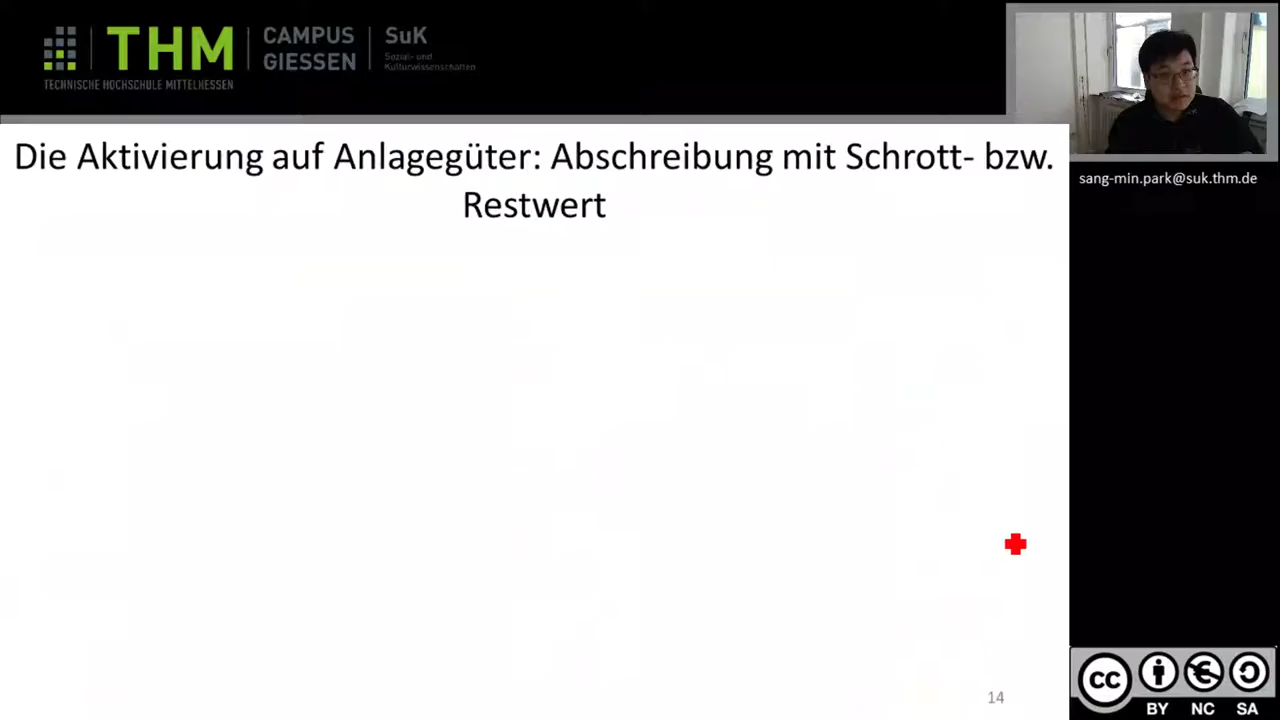 THM
CAMPUS
GIESSEN
SuK
Sozial- und
Kulturwissenschaften
TECHNISCHE HOCHSCHULE MITTELHESSEN
Die Aktivierung auf Anlagegüter: Abschreibung mit Schrott- bzw.
Restwert
sang-min.park@suk.thm.de
14
cc
BY NC SA